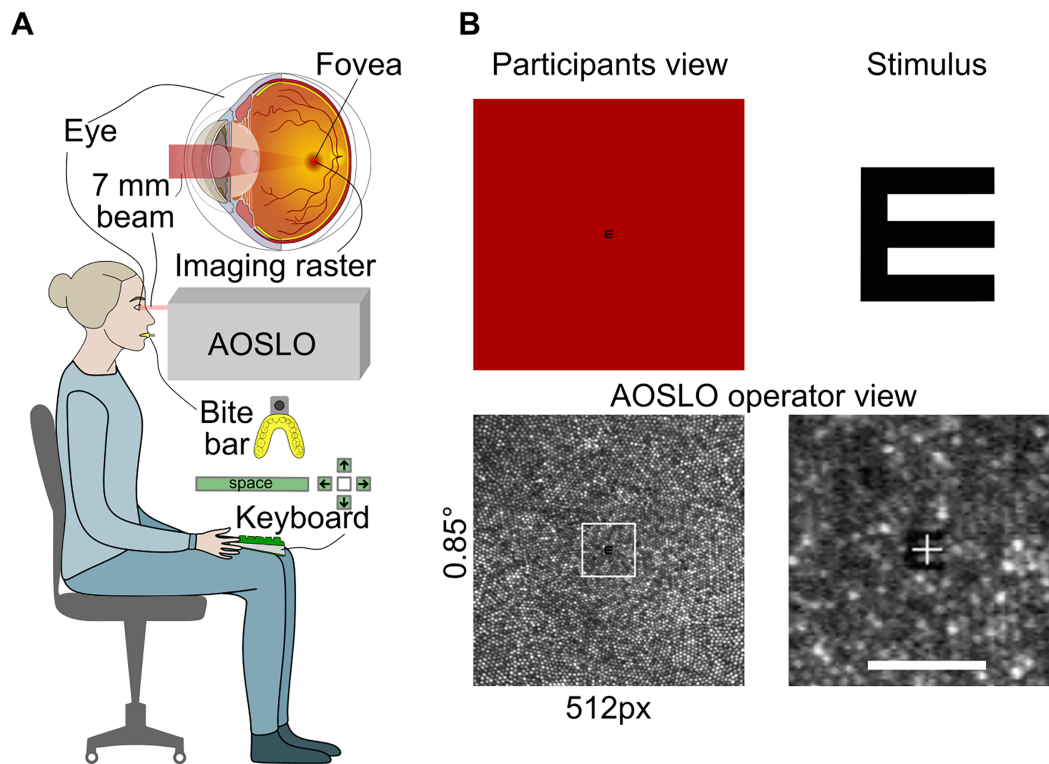 A
Fovea
Eye
7 mm
beam
Imaging raster
AOSLO
Bite
bar
space
Keyboard
B
Participants view
Stimulus
E
E
AOSLO operator view
0.85°
E
512px